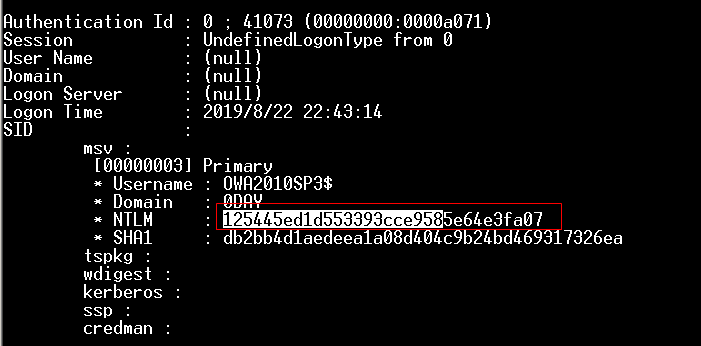 Authentication Id : 0 ; 41073 (00000000:0000a071)
Session           : UndefinedLogonType from 0
User Name         : (null)
Domain            : (null)
Logon Server      : (null)
Logon Time        : 2019/8/22 22:43:14
SID               :
        msv :
         [00000003] Primary
         * Username : OWA2010SP3$
         * Domain   : 0DAY
         * NTLM     : 125445ed1d553393cce9585e64e3fa07
         * SHA1     : db2bb4d1aedeea1a08d404c9b24bd469317326ea
        tspkg :
        wdigest :
        kerberos :
        ssp :
        credman :